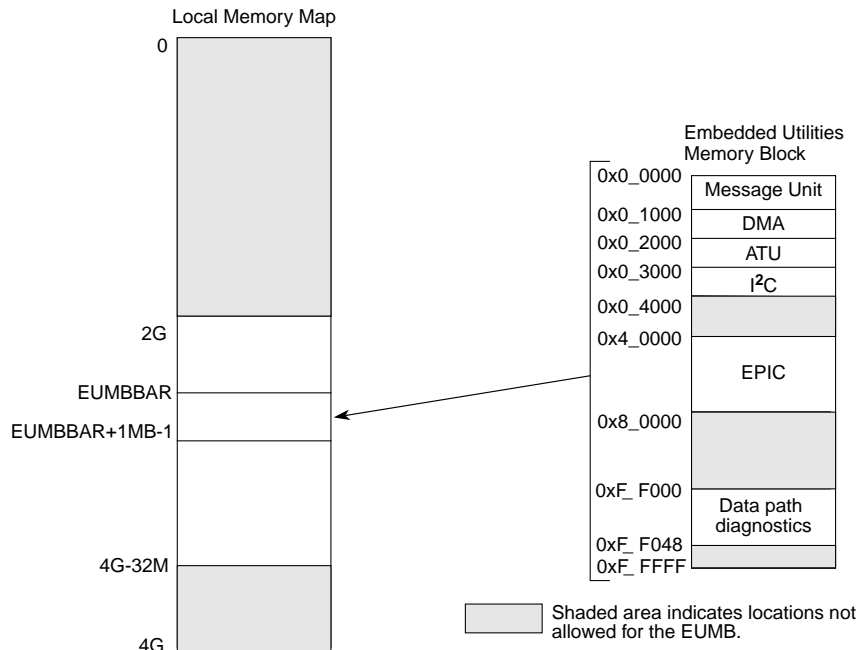 Local Memory Map
0
2G
EUMBBAR
EUMBBAR+1MB-1
4G-32M
4G
Embedded Utilities
Memory Block
0x0_0000
Message Unit
0x0_1000
DMA
0x0_2000
ATU
0x0_3000
I²C
0x0_4000
0x4_0000
EPIC
0x8_0000
0xF_ F000
Data path
diagnostics
0xF_ F048
0xF_ FFFF
Shaded area indicates locations not
allowed for the EUMB.